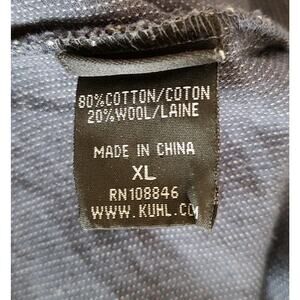 80%COTTON/COTON
20%WOOL/LAINE
MADE IN CHINA
XL
RN108846
WWW.KUHL.CO